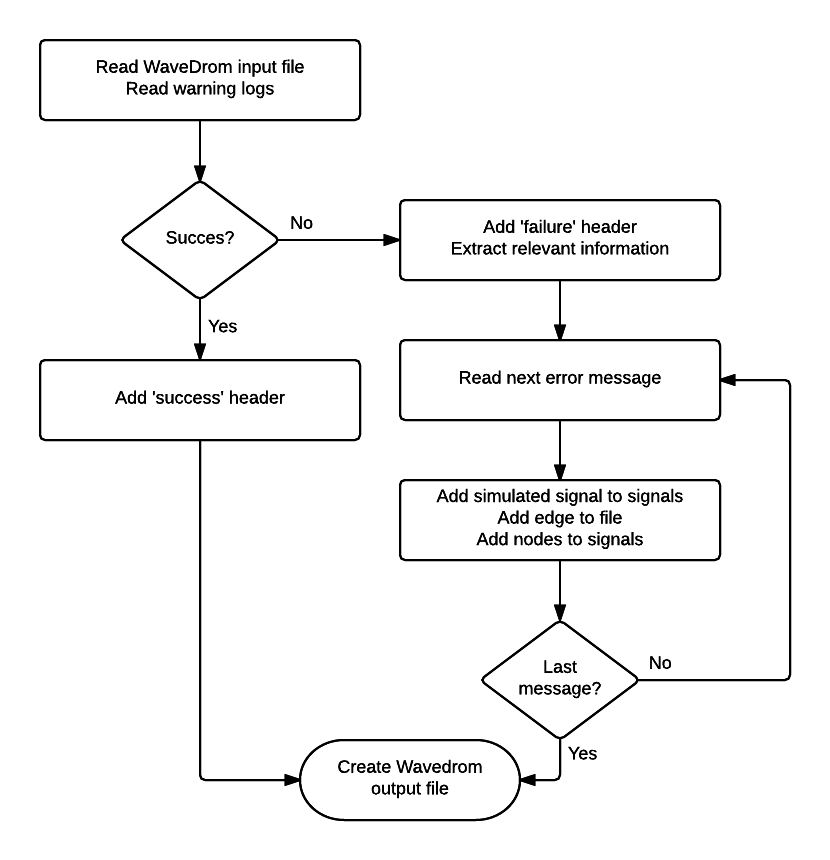 Read WaveDrom input file
Read warning logs
Succes?
No
Add 'failure' header
Extract relevant information
Yes
Add 'success' header
Read next error message
Add simulated signal to signals
Add edge to file
Add nodes to signals
Last
message?
No
Yes
Create Wavedrom
output file